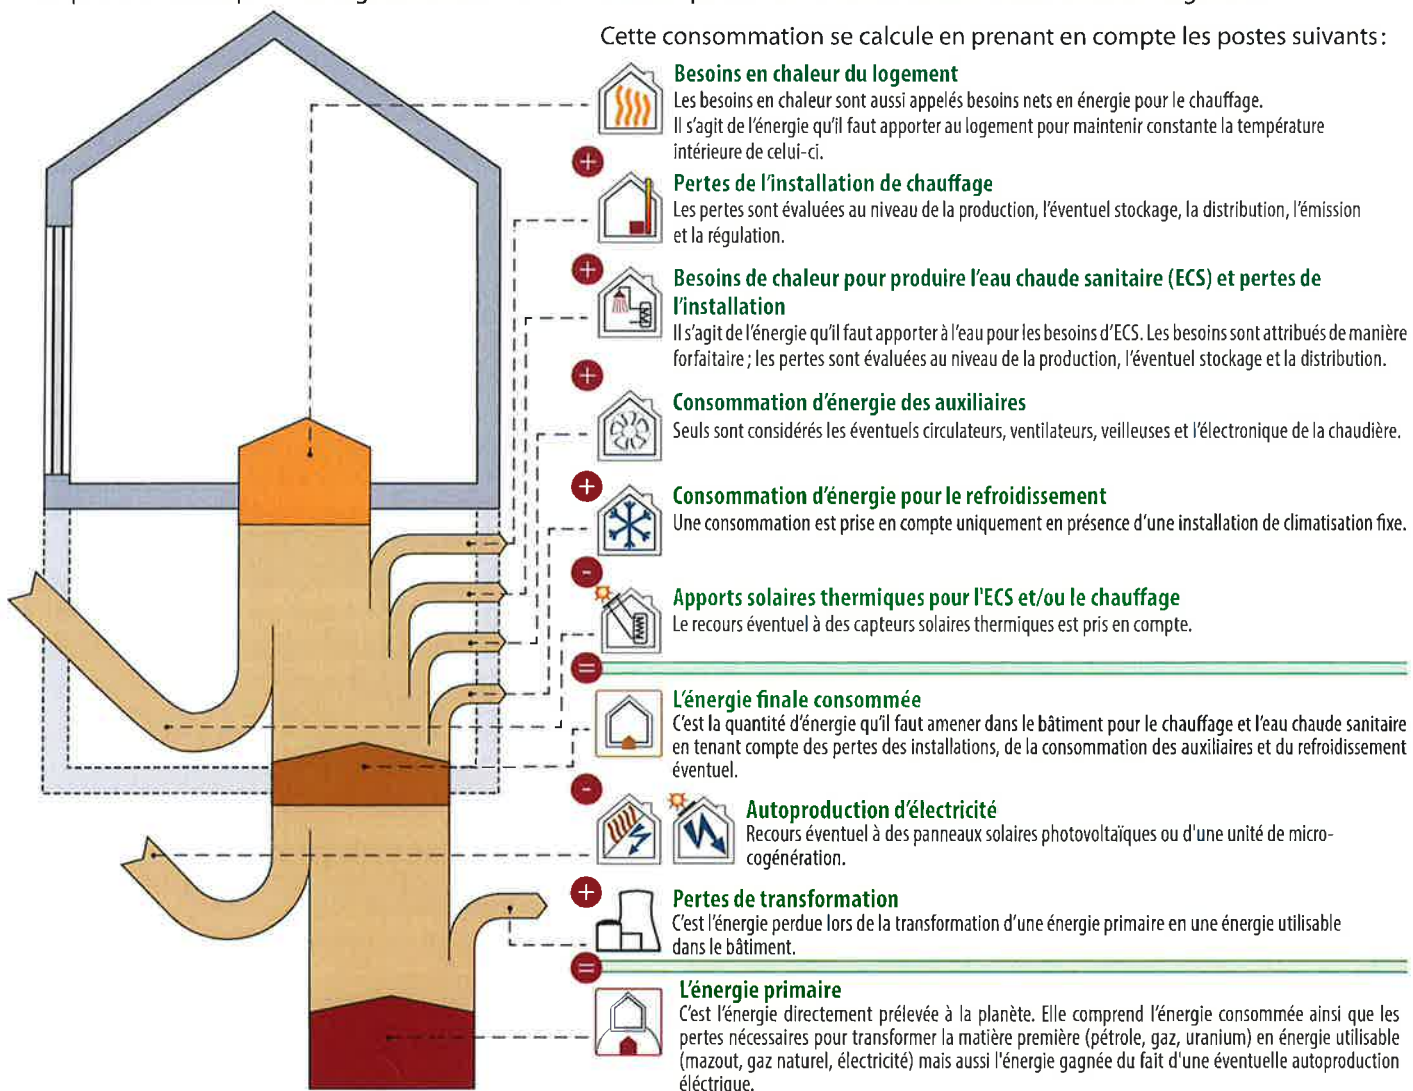 Cette consommation se calcule en prenant en compte les postes suivants :
Besoins en chaleur du logement
Les besoins en chaleur sont aussi appelés besoins nets en énergie pour le chauffage.
Il s'agit de l'énergie qu'il faut apporter au logement pour maintenir constante la température
intérieure de celui-ci.
+
Pertes de l'installation de chauffage
Les pertes sont évaluées au niveau de la production, l'éventuel stockage, la distribution, l'émission
et la régulation.
+
Besoins de chaleur pour produire l'eau chaude sanitaire (ECS) et pertes de
l'installation
Il s'agit de l'énergie qu'il faut apporter à l'eau pour les besoins d'ECS. Les besoins sont attribués de manière
forfaitaire ; les pertes sont évaluées au niveau de la production, l'éventuel stockage et la distribution.
+
Consommation d'énergie des auxiliaires
Seuls sont considérés les éventuels circulateurs, ventilateurs, veilleuses et l'électronique de la chaudière.
+
Consommation d'énergie pour le refroidissement
Une consommation est prise en compte uniquement en présence d'une installation de climatisation fixe.
-
Apports solaires thermiques pour l'ECS et/ou le chauffage
Le recours éventuel à des capteurs solaires thermiques est pris en compte.
=
L'énergie finale consommée
C'est la quantité d'énergie qu'il faut amener dans le bâtiment pour le chauffage et l'eau chaude sanitaire
en tenant compte des pertes des installations, de la consommation des auxiliaires et du refroidissement
éventuel.
-
Autoproduction d'électricité
Recours éventuel à des panneaux solaires photovoltaïques ou d'une unité de micro-
cogénération.
+
Pertes de transformation
C'est l'énergie perdue lors de la transformation d'une énergie primaire en une énergie utilisable
dans le bâtiment.
=
L'énergie primaire
C'est l'énergie directement prélevée à la planète. Elle comprend l'énergie consommée ainsi que les
pertes nécessaires pour transformer la matière première (pétrole, gaz, uranium) en énergie utilisable
(mazout, gaz naturel, électricité) mais aussi l'énergie gagnée du fait d'une éventuelle autoproduction
éléctrique.